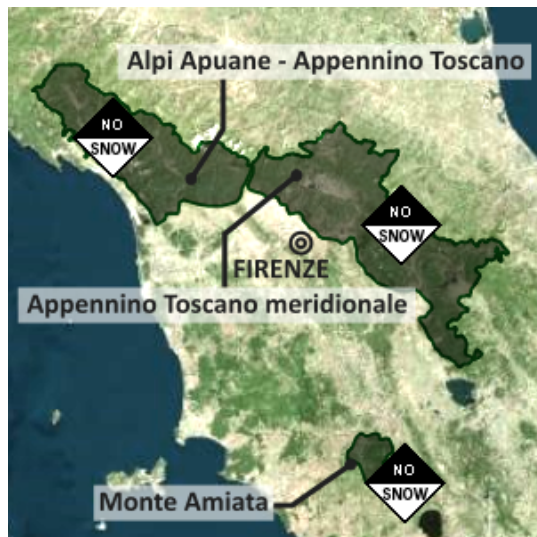 Alpi Apuane - Appennino Toscano
NO
SNOW
NO
SNOW
FIRENZE
Appennino Toscano meridionale
NO
SNOW
Monte Amiata